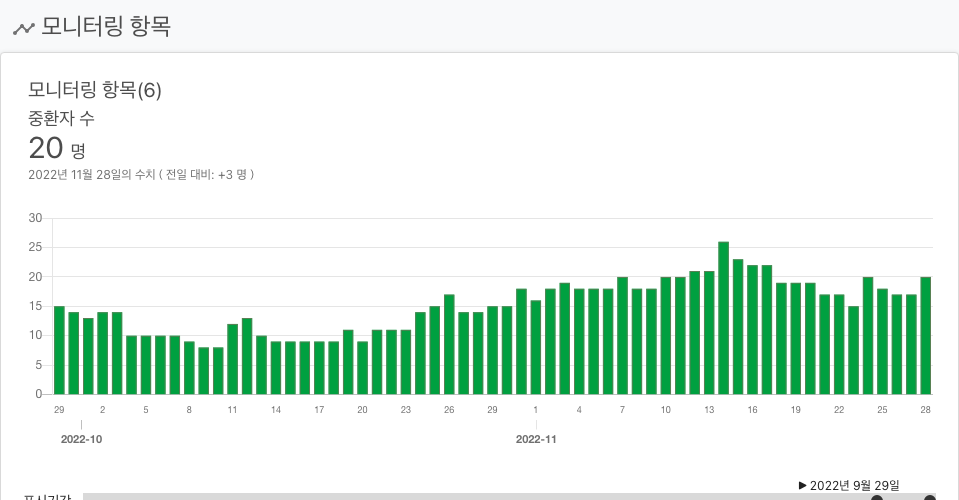 모니터링 항목
모니터링 항목(6)
중환자 수
20 명
2022년 11월 28일의 수치 ( 전일 대비: +3 명 )
30
25
20
15
10
5
0
29 2 5 8 11 14 17 20 23 26 29 1 4 7 10 13 16 19 22 25 28
2022-10 2022-11
▶ 2022년 9월 29일
표시기간